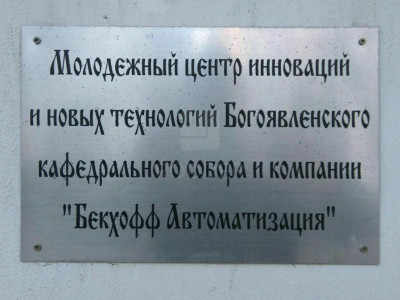 Молодежный центр инноваций
и новых технологий Богоявленского
кафедрального собора и компании
"Бекхофф Автоматизация"